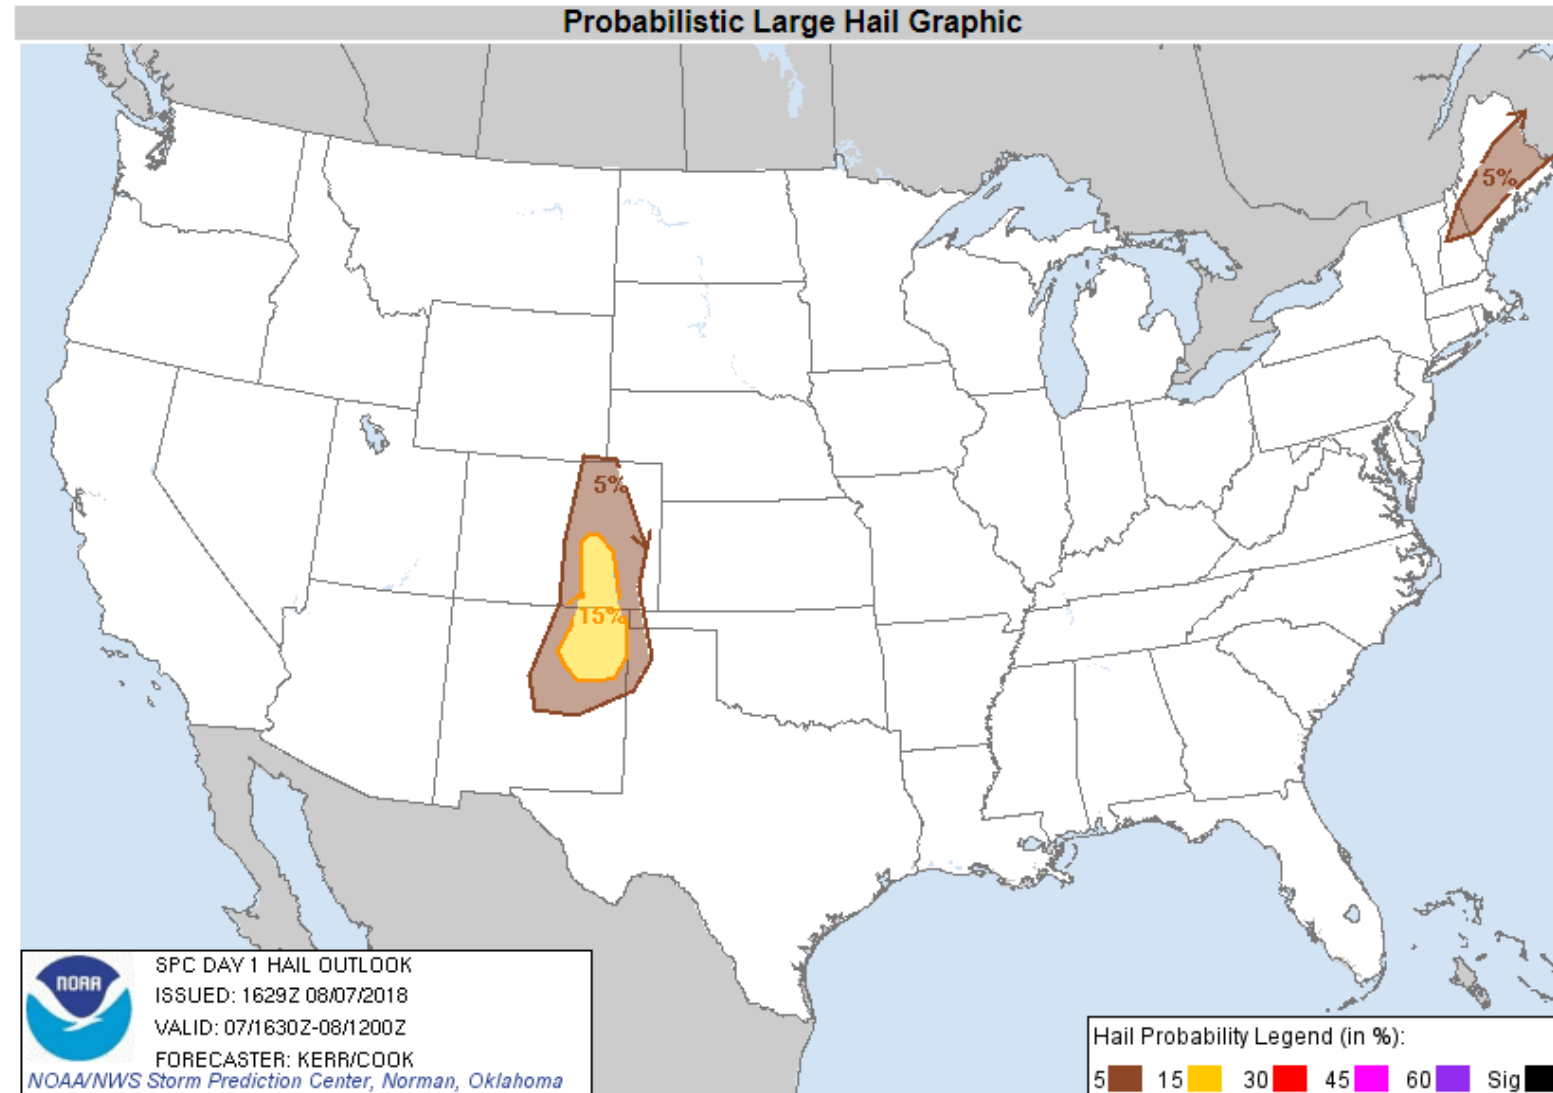 Probabilistic Large Hail Graphic
5%
5%
15%
NOAA
SPC DAY 1 HAIL OUTLOOK
ISSUED: 1629Z 08/07/2018
VALID: 07/1630Z-08/1200Z
FORECASTER: KERR/COOK
NOAA/NWS Storm Prediction Center, Norman, Oklahoma
Hail Probability Legend (in %):
5 15 30 45 60 Sig